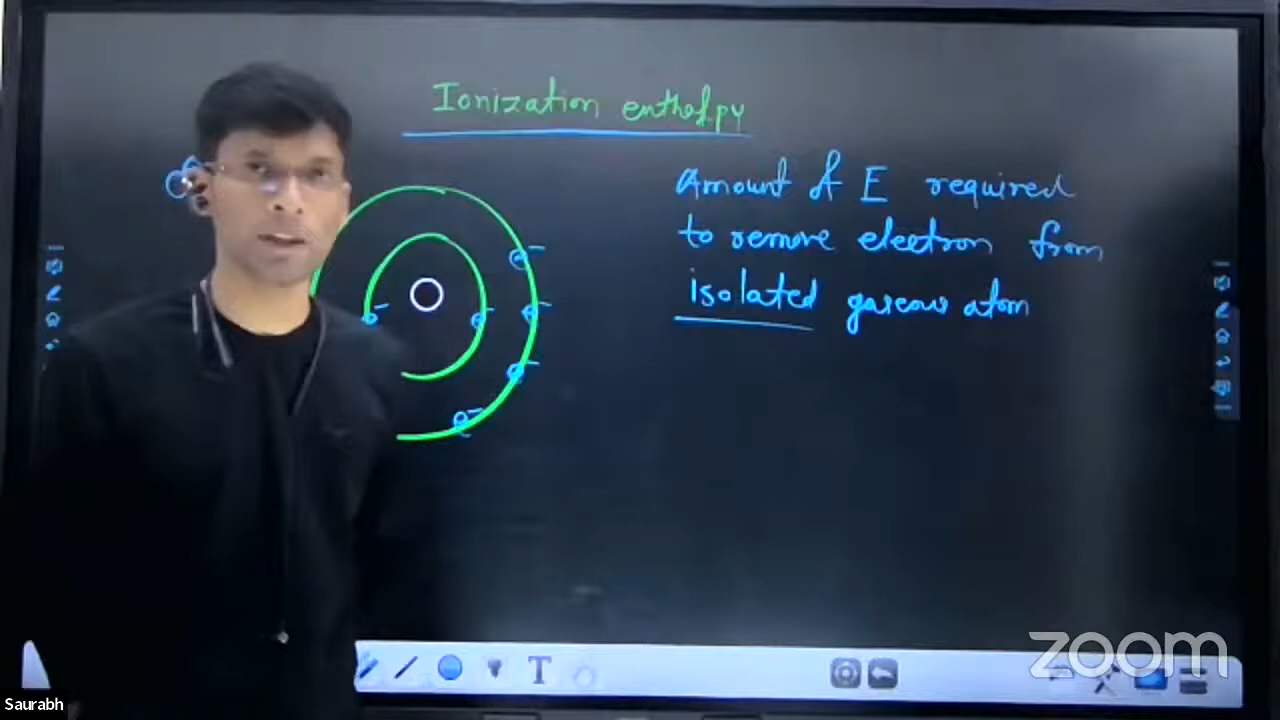 Ionization enthalpy
Amount of E required
to remove electron from
isolated gaseous atom
T
zoom
Saurabh